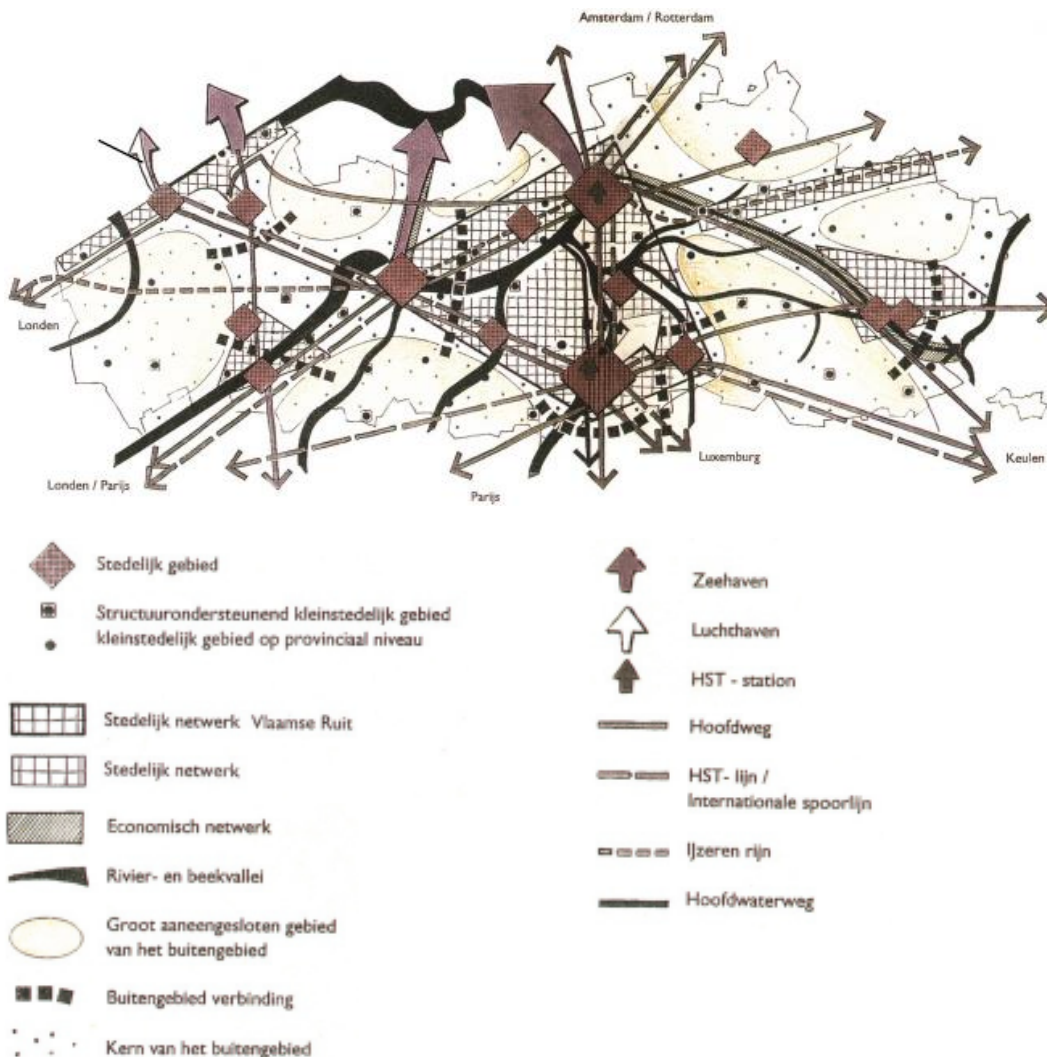 Amsterdam / Rotterdam
Londen
Londen / Parijs
Parijs
Luxemburg
Keulen
Stedelijk gebied
Structuurondersteunend kleinstedelijk gebied
kleinstedelijk gebied op provinciaal niveau
Stedelijk netwerk Vlaamse Ruit
Stedelijk netwerk
Economisch netwerk
Rivier- en beekvallei
Groot aaneengesloten gebied
van het buitengebied
Buitengebied verbinding
Kern van het buitengebied
Zeehaven
Luchthaven
HST - station
Hoofdweg
HST- lijn /
Internationale spoorlijn
IJzeren rijn
Hoofdwaterweg